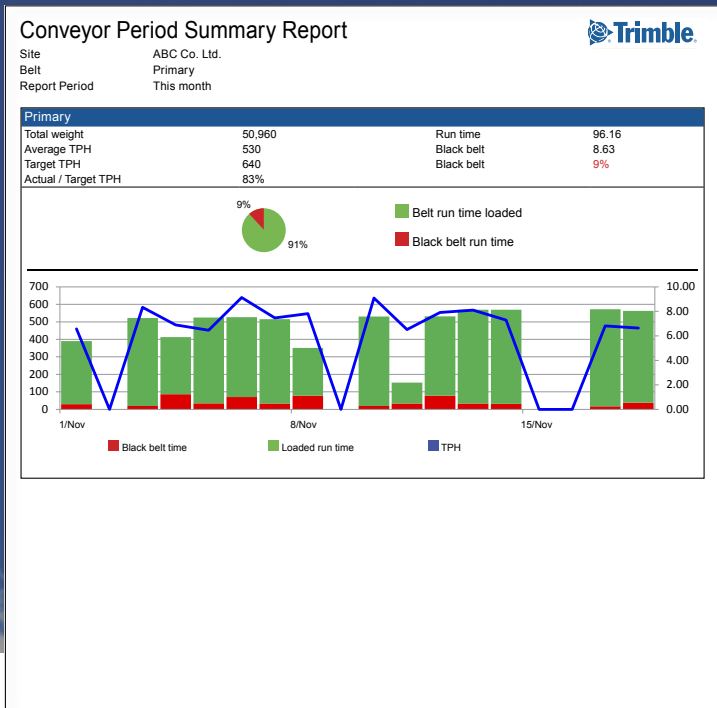 Conveyor Period Summary Report
Trimble.
Site ABC Co. Ltd.
Belt Primary
Report Period This month
Primary
Total weight 50,960 Run time 96.16
Average TPH 530 Black belt 8.63
Target TPH 640 Black belt 9%
Actual / Target TPH 83%
9%
91%
Belt run time loaded
Black belt run time
700 10.00
600 8.00
500 6.00
400
300 4.00
200 2.00
100
0 0.00
1/Nov 8/Nov 15/Nov
Black belt time Loaded run time TPH